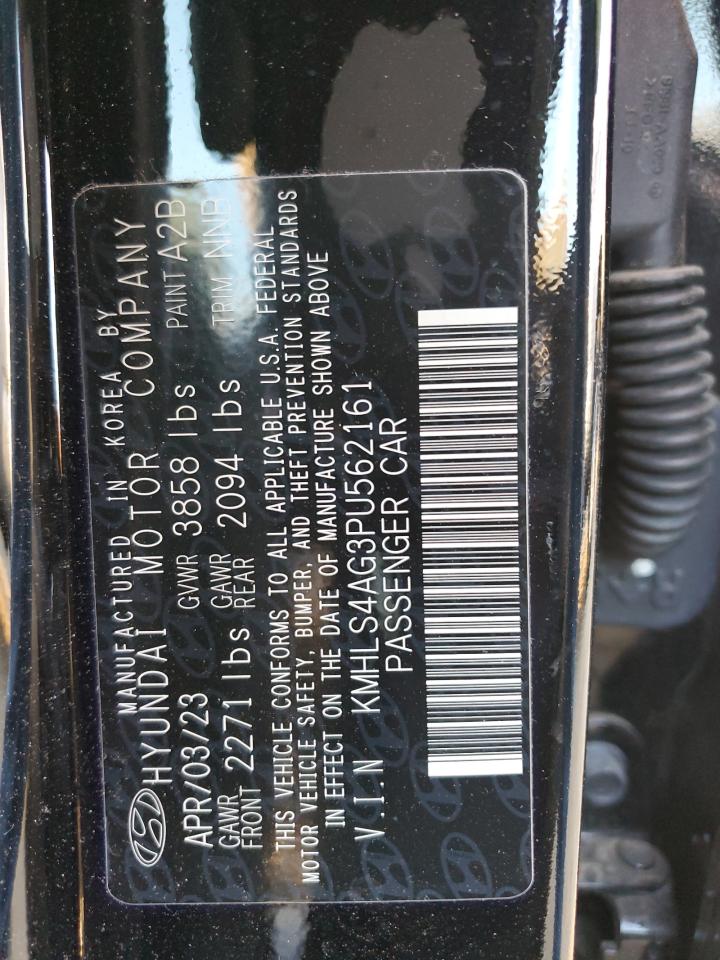 MANUFACTURED IN KOREA BY
HYUNDAI MOTOR COMPANY
APR/03/23 GVWR 3858 lbs PAINT A2B
GAWR FRONT 2271 lbs GAWR REAR 2094 lbs TRIM NNB
THIS VEHICLE CONFORMS TO ALL APPLICABLE U.S.A. FEDERAL
MOTOR VEHICLE SAFETY, BUMPER, AND THEFT PREVENTION STANDARDS
IN EFFECT ON THE DATE OF MANUFACTURE SHOWN ABOVE
V.I.N KMHLS4AG3PU562161
PASSENGER CAR